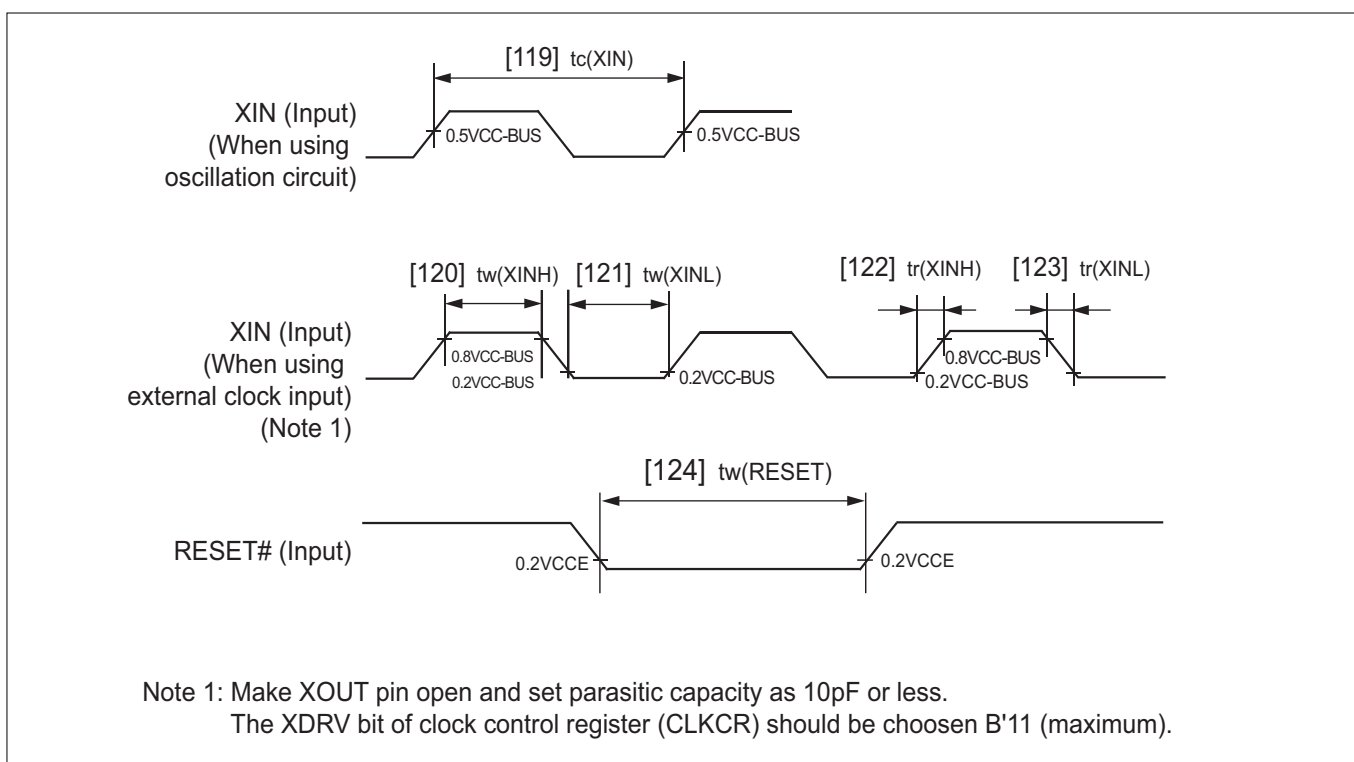 [119] tc(XIN)
XIN (Input)
(When using
oscillation circuit)
0.5VCC-BUS
0.5VCC-BUS
[120] tw(XINH)
[121] tw(XINL)
[122] tr(XINH)
[123] tr(XINL)
XIN (Input)
(When using
external clock input)
(Note 1)
0.8VCC-BUS
0.2VCC-BUS
0.2VCC-BUS
0.8VCC-BUS
0.2VCC-BUS
[124] tw(RESET)
RESET# (Input)
0.2VCCE
0.2VCCE
Note 1: Make XOUT pin open and set parasitic capacity as 10pF or less.
The XDRV bit of clock control register (CLKCR) should be choosen B'11 (maximum).